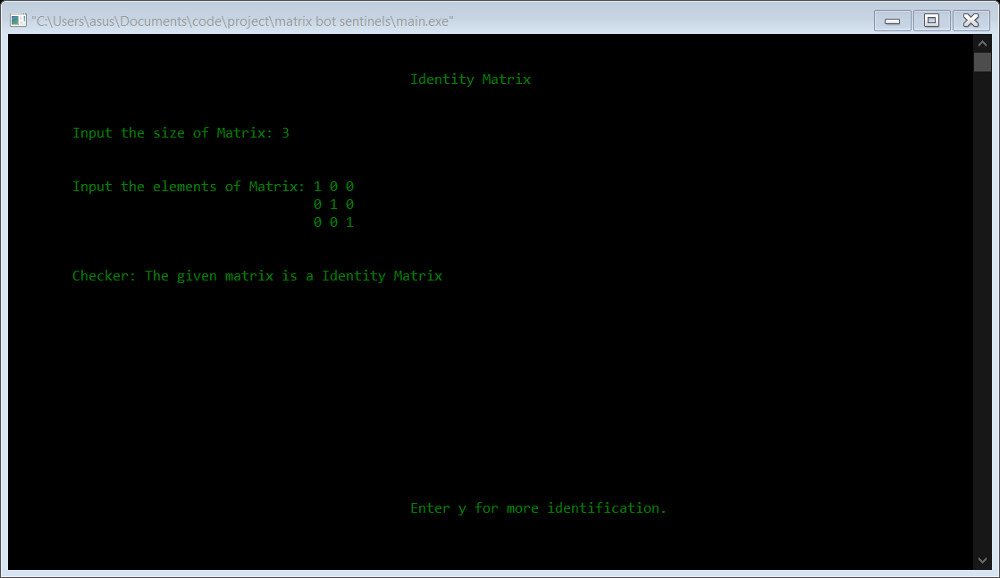 "C:\Users\asus\Documents\code\project\matrix bot sentinels\main.exe"
Identity Matrix
Input the size of Matrix: 3
Input the elements of Matrix: 1 0 0
0 1 0
0 0 1
Checker: The given matrix is a Identity Matrix
Enter y for more identification.